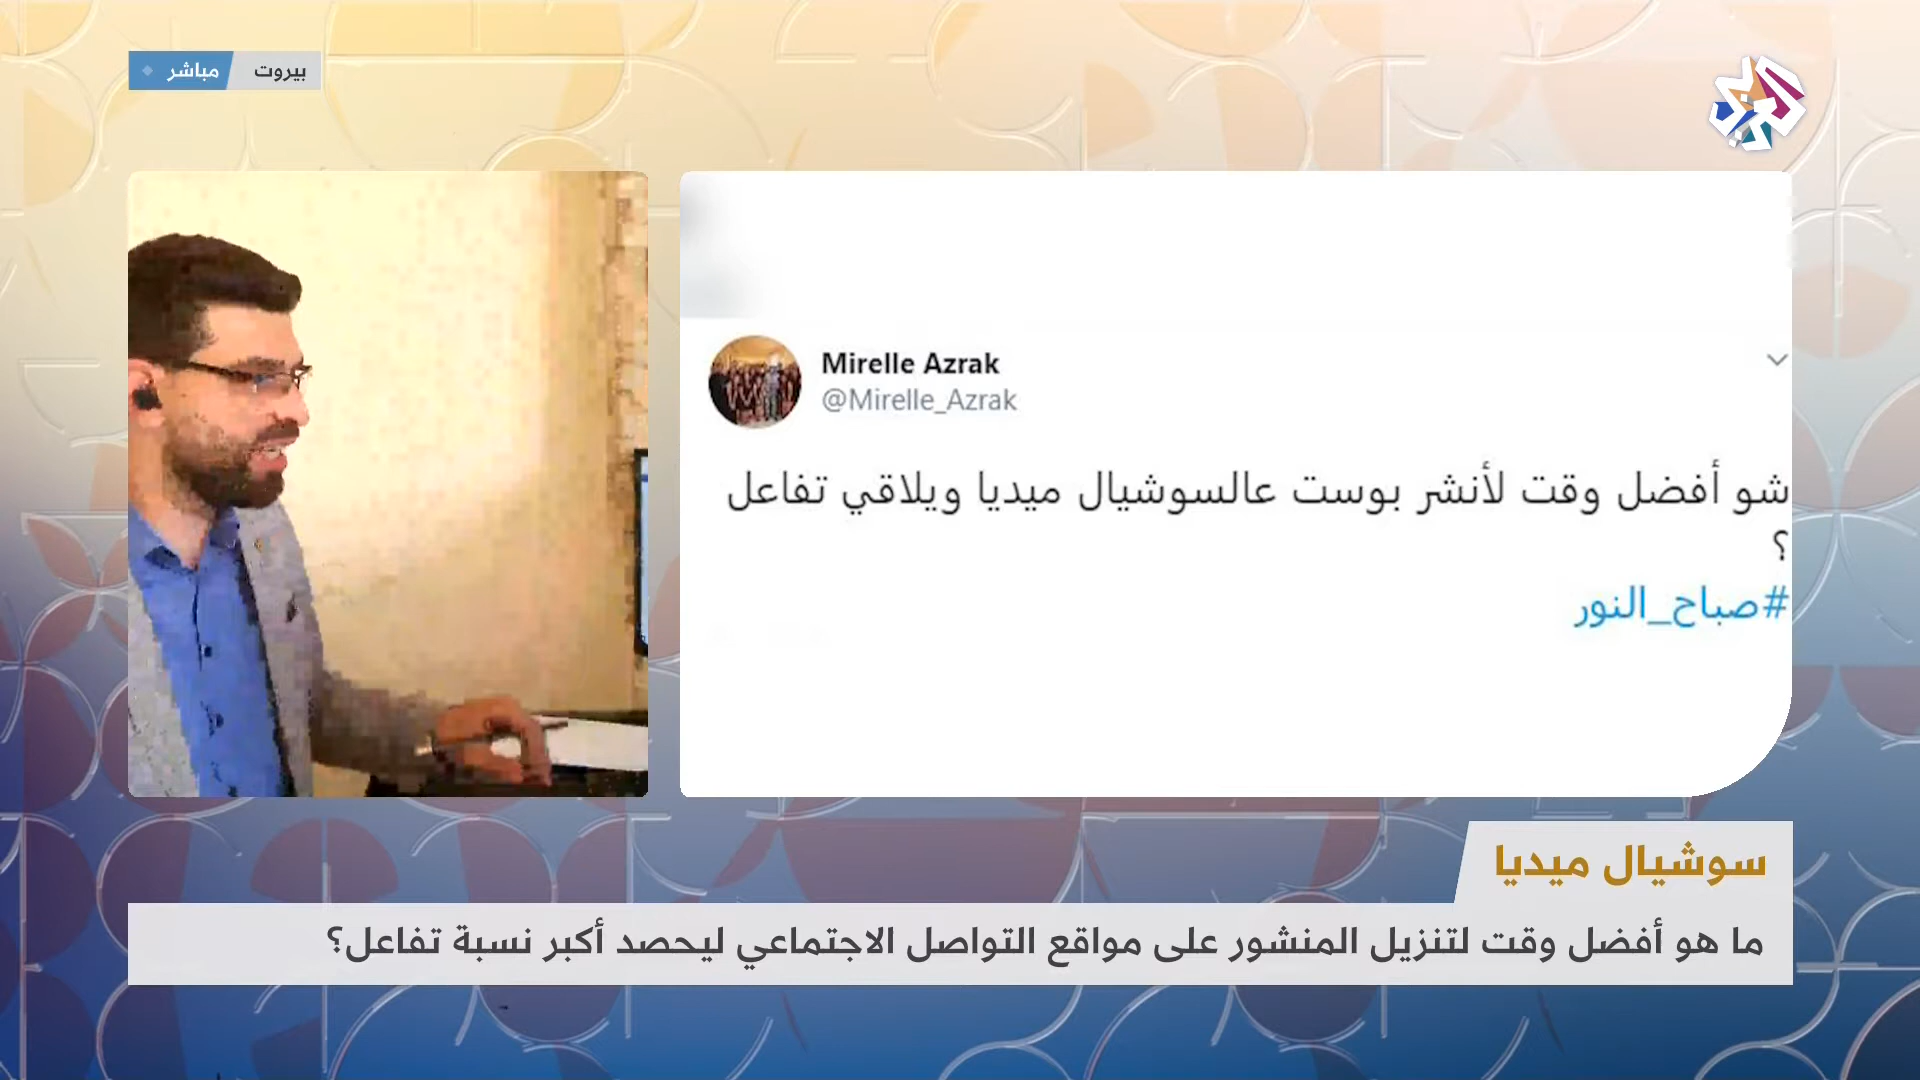 بيروت
مباشر
Mirelle Azrak
@Mirelle_Azrak
شو أفضل وقت لأنشر بوست عالسوشيال ميديا ويلاقي تفاعل
؟
#صباح_النور
سوشيال ميديا
ما هو أفضل وقت لتنزيل المنشور على مواقع التواصل الاجتماعي ليحصد أكبر نسبة تفاعل؟